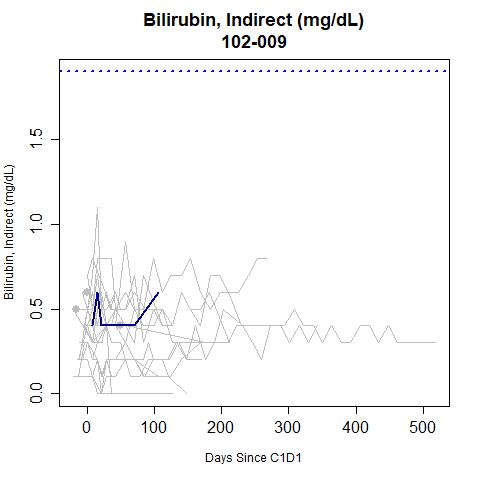 Bilirubin, Indirect (mg/dL)
102-009
Bilirubin, Indirect (mg/dL)
1.5
1.0
0.5
0.0
0 100 200 300 400 500
Days Since C1D1